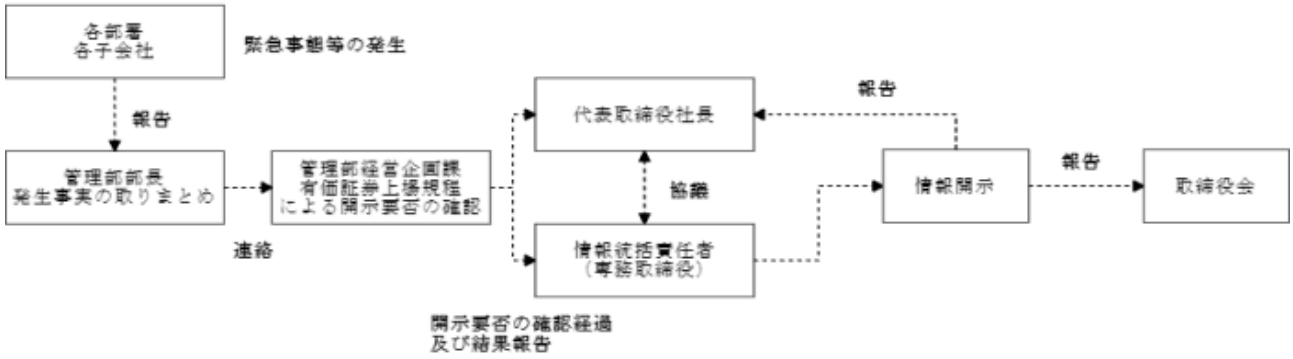 各部署
各子会社
緊急事態等の発生
報告
管理部部長
発生事実の取りまとめ
連絡
管理部経営企画課
有価証券上場規程
による開示要否の確認
代表取締役社長
協議
情報統括責任者
（専務取締役）
開示要否の確認経過
及び結果報告
報告
情報開示
報告
取締役会